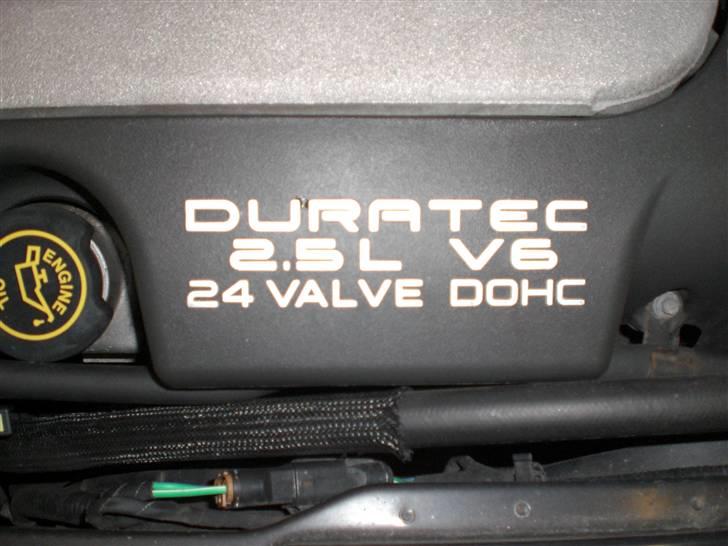 DURATEC
2.5L V6
24 VALVE DOHC
ENGINE
OIL